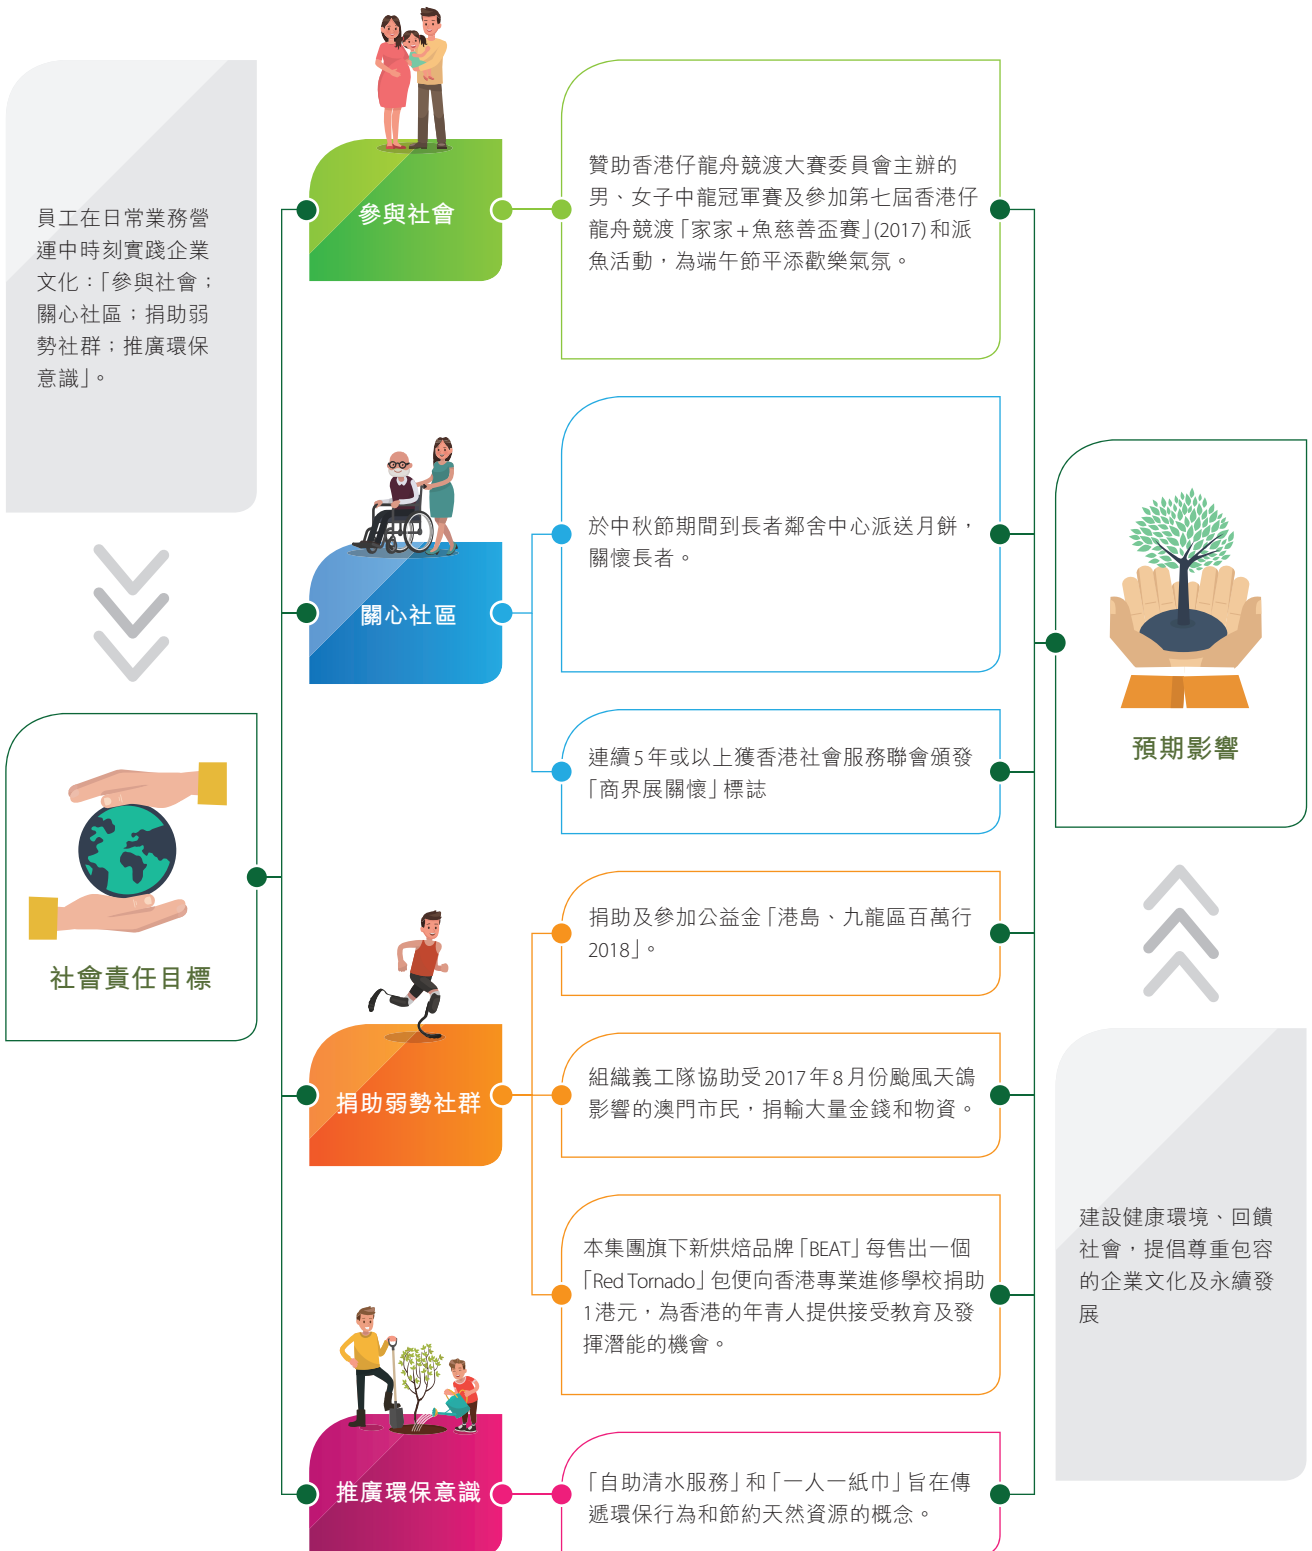 員工在日常業務營
運中時刻實踐企業
文化：「參與社會；
關心社區；捐助弱
勢社群；推廣環保
意識」。
社會責任目標
參與社會
贊助香港仔龍舟競渡大賽委員會主辦的
男、女子中龍冠軍賽及參加第七屆香港仔
龍舟競渡「家家+魚慈善盃賽」(2017)和派
魚活動，為端午節平添歡樂氣氛。
關心社區
於中秋節期間到長者鄰舍中心派送月餅，
關懷長者。
連續5年或以上獲香港社會服務聯會頒發
「商界展關懷」標誌
捐助弱勢社群
捐助及參加公益金「港島、九龍區百萬行
2018」。
組織義工隊協助受2017年8月份颱風天鴿
影響的澳門市民，捐輸大量金錢和物資。
本集團旗下新烘焙品牌「BEAT」每售出一個
「Red Tornado」包便向香港專業進修學校捐助
1港元，為香港的年青人提供接受教育及發
揮潛能的機會。
推廣環保意識
「自助清水服務」和「一人一紙巾」旨在傳
遞環保行為和節約天然資源的概念。
預期影響
建設健康環境、回饋
社會，提倡尊重包容
的企業文化及永續發
展